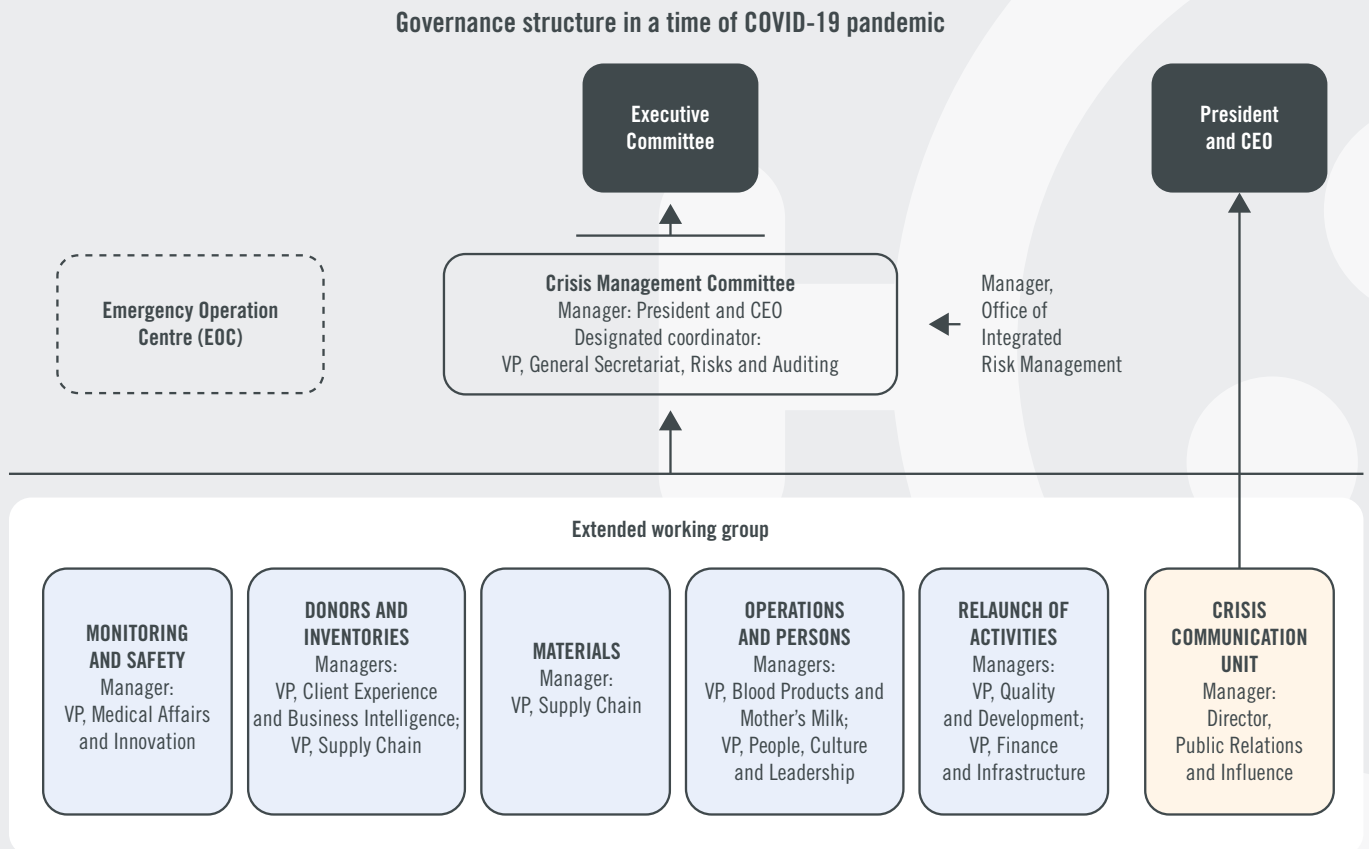 Governance structure in a time of COVID-19 pandemic
Executive
Committee
President
and CEO
Emergency Operation
Centre (EOC)
Crisis Management Committee
Manager: President and CEO
Designated coordinator:
VP, General Secretariat, Risks and Auditing
Manager,
Office of
Integrated
Risk Management
Extended working group
MONITORING
AND SAFETY
Manager:
VP, Medical Affairs
and Innovation
DONORS AND
INVENTORIES
Managers:
VP, Client Experience
and Business Intelligence;
VP, Supply Chain
MATERIALS
Manager:
VP, Supply Chain
OPERATIONS
AND PERSONS
Managers:
VP, Blood Products and
Mother’s Milk;
VP, People, Culture
and Leadership
RELAUNCH OF
ACTIVITIES
Managers:
VP, Quality
and Development;
VP, Finance
and Infrastructure
CRISIS
COMMUNICATION
UNIT
Manager:
Director,
Public Relations
and Influence